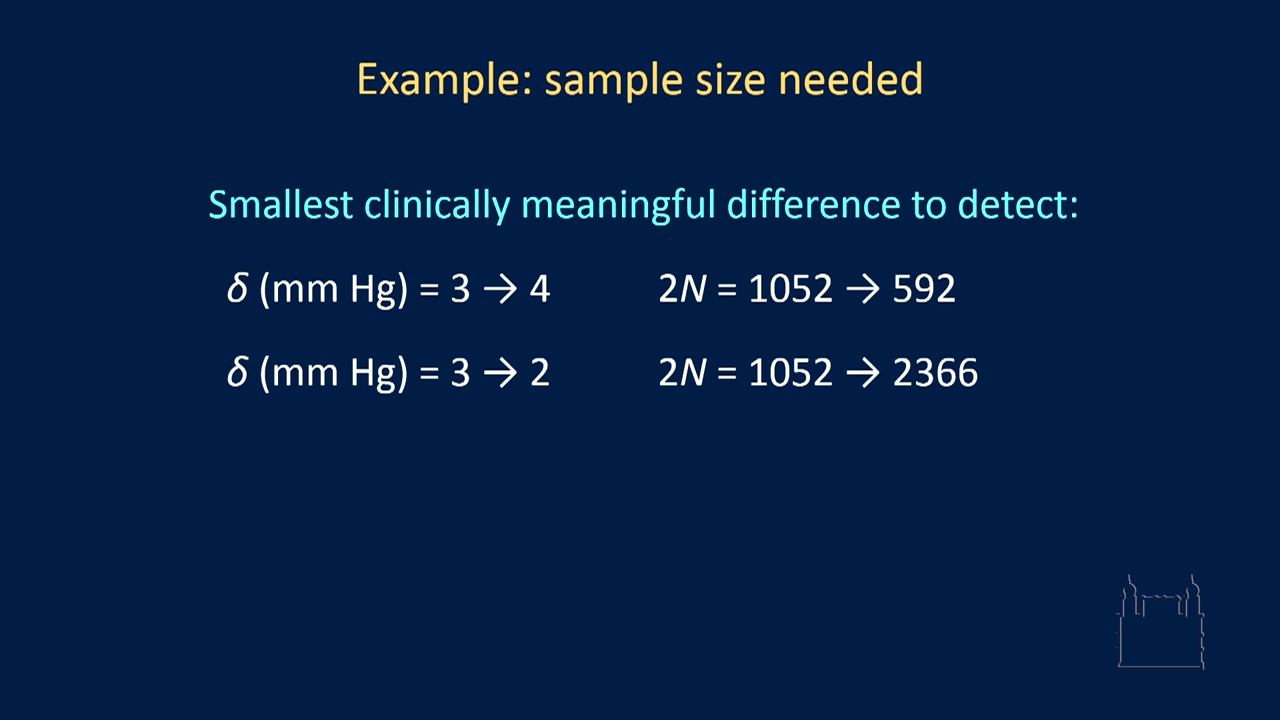 Example: sample size needed
Smallest clinically meaningful difference to detect:
δ (mm Hg) = 3 → 4 2N = 1052 → 592
δ (mm Hg) = 3 → 2 2N = 1052 → 2366